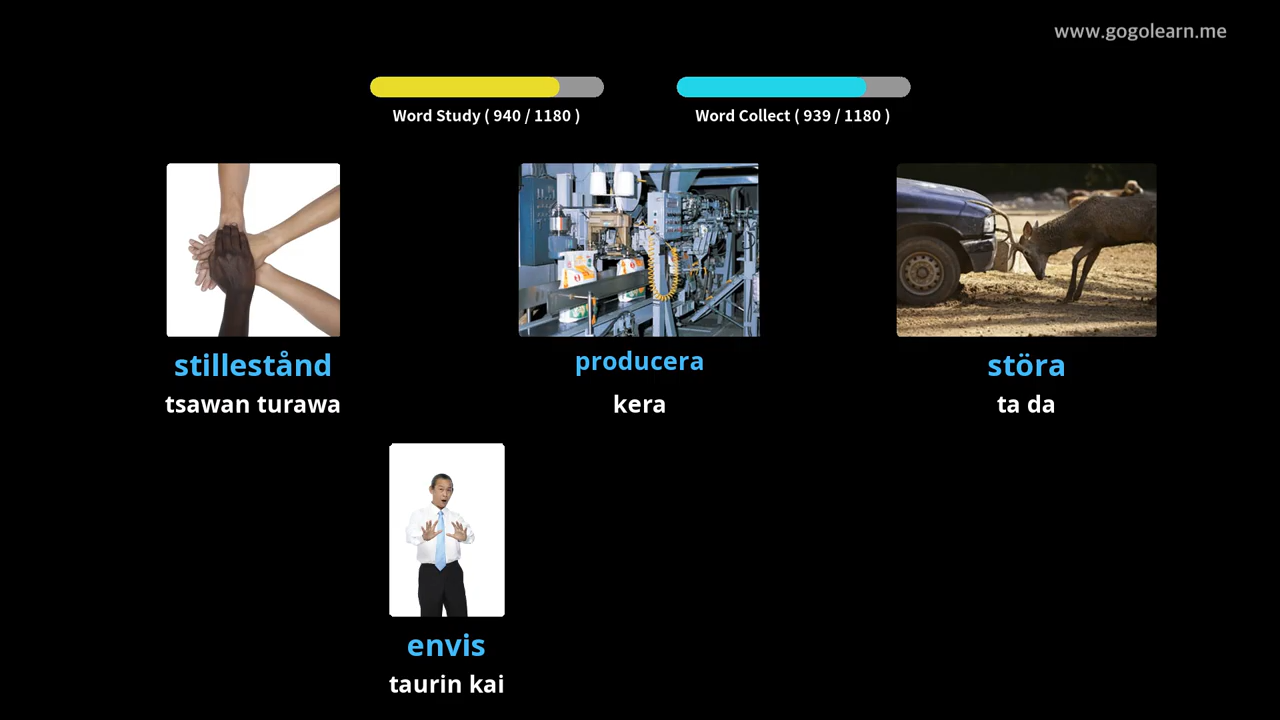 www.gogolearn.me
Word Study ( 940 / 1180 )
Word Collect ( 939 / 1180 )
stillestånd
tsawan turawa
producera
kera
störa
ta da
envis
taurin kai